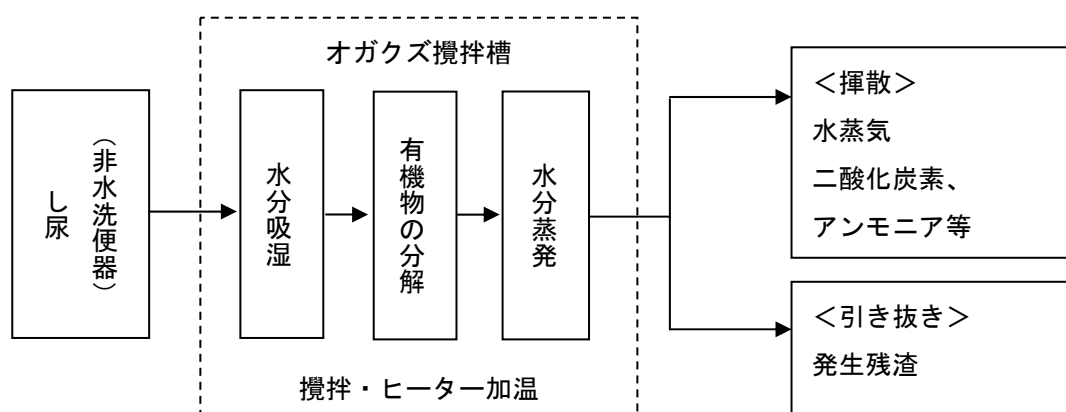 オガクズ攪拌槽
（非水洗便器）
し尿
水分吸湿
有機物の分解
水分蒸発
攪拌・ヒーター加温
＜揮散＞
水蒸気
二酸化炭素、
アンモニア等
＜引き抜き＞
発生残渣